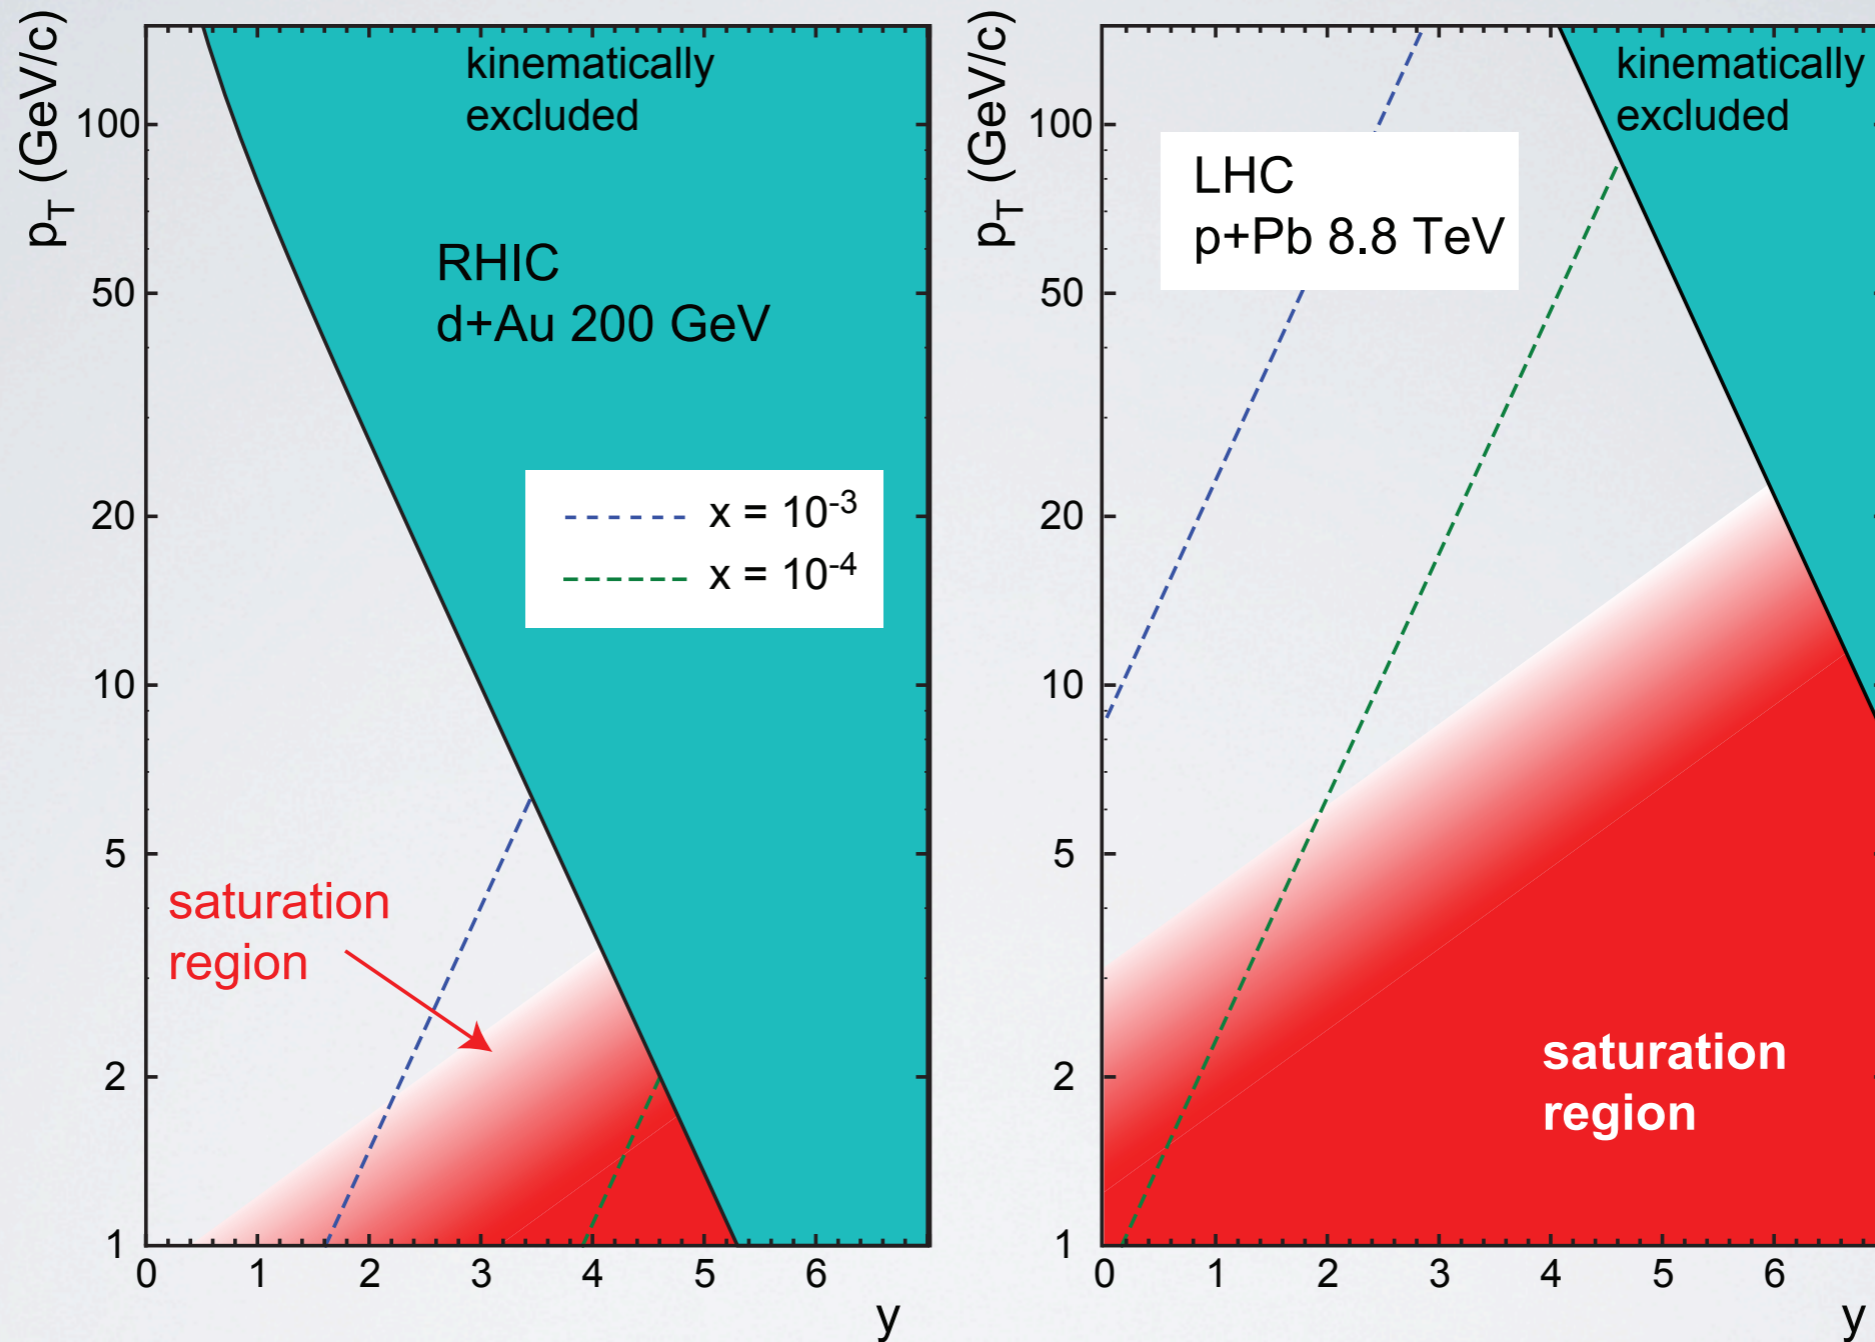 p_T (GeV/c)
100
50
20
10
5
2
1
0 1 2 3 4 5 6
y
kinematically
excluded
RHIC
d+Au 200 GeV
x = 10^-3
x = 10^-4
saturation
region
p_T (GeV/c)
100
50
20
10
5
2
1
0 1 2 3 4 5 6
y
kinematically
excluded
LHC
p+Pb 8.8 TeV
saturation
region